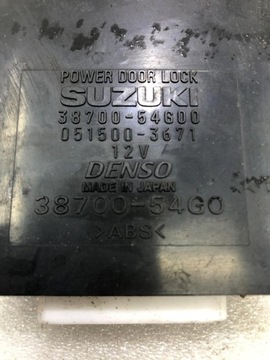 POWER DOOR LOCK
SUZUKI
38700-54G00
051500-3671
12V
DENSO
MADE IN JAPAN
38700-54G0
>ABS<